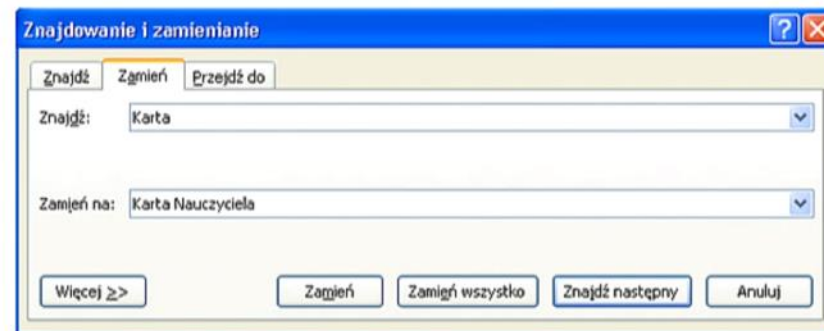 Znajdowanie i zamienianie
Znajdź Zamień Przejdź do
Znajdź: Karta
Zamień na: Karta Nauczyciela
Więcej >> Zamień Zamień wszystko Znajdź następny Anuluj